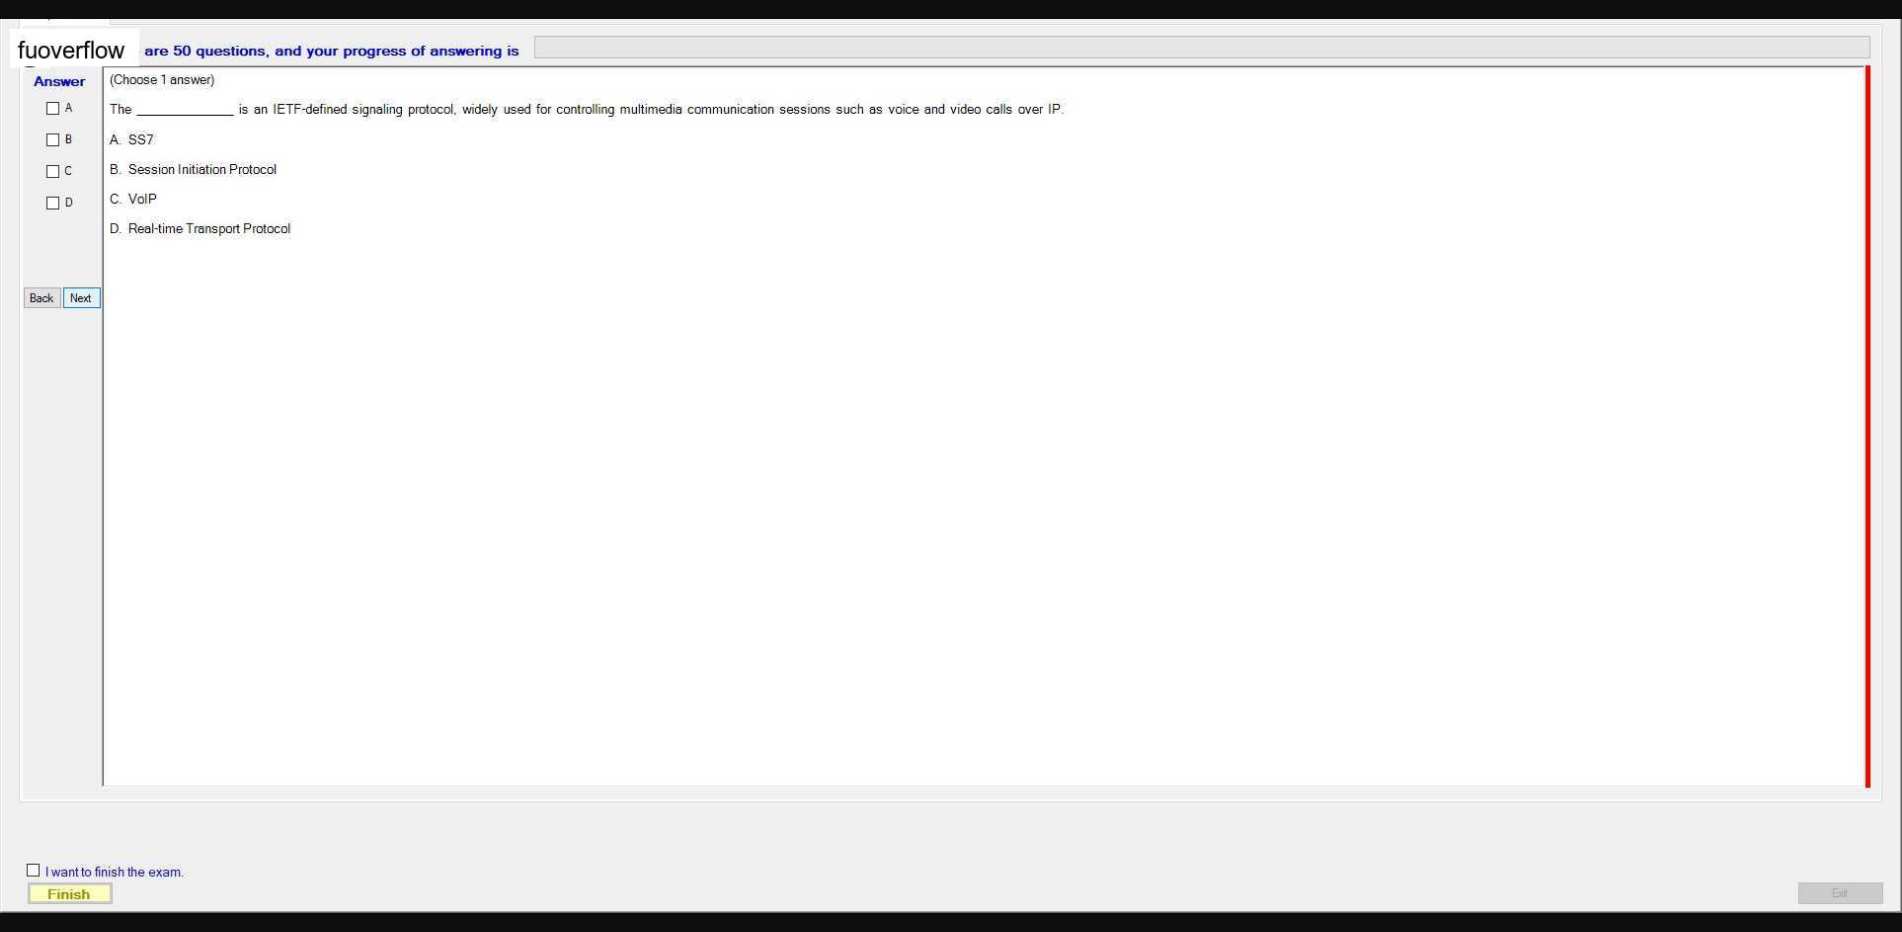 fuoverflow are 50 questions, and your progress of answering is
Answer
(Choose 1 answer)
A
The ______________ is an IETF-defined signaling protocol, widely used for controlling multimedia communication sessions such as voice and video calls over IP.
B
A. SS7
C
B. Session Initiation Protocol
D
C. VoIP
D. Real-time Transport Protocol
Back Next
I want to finish the exam.
Finish
Exit